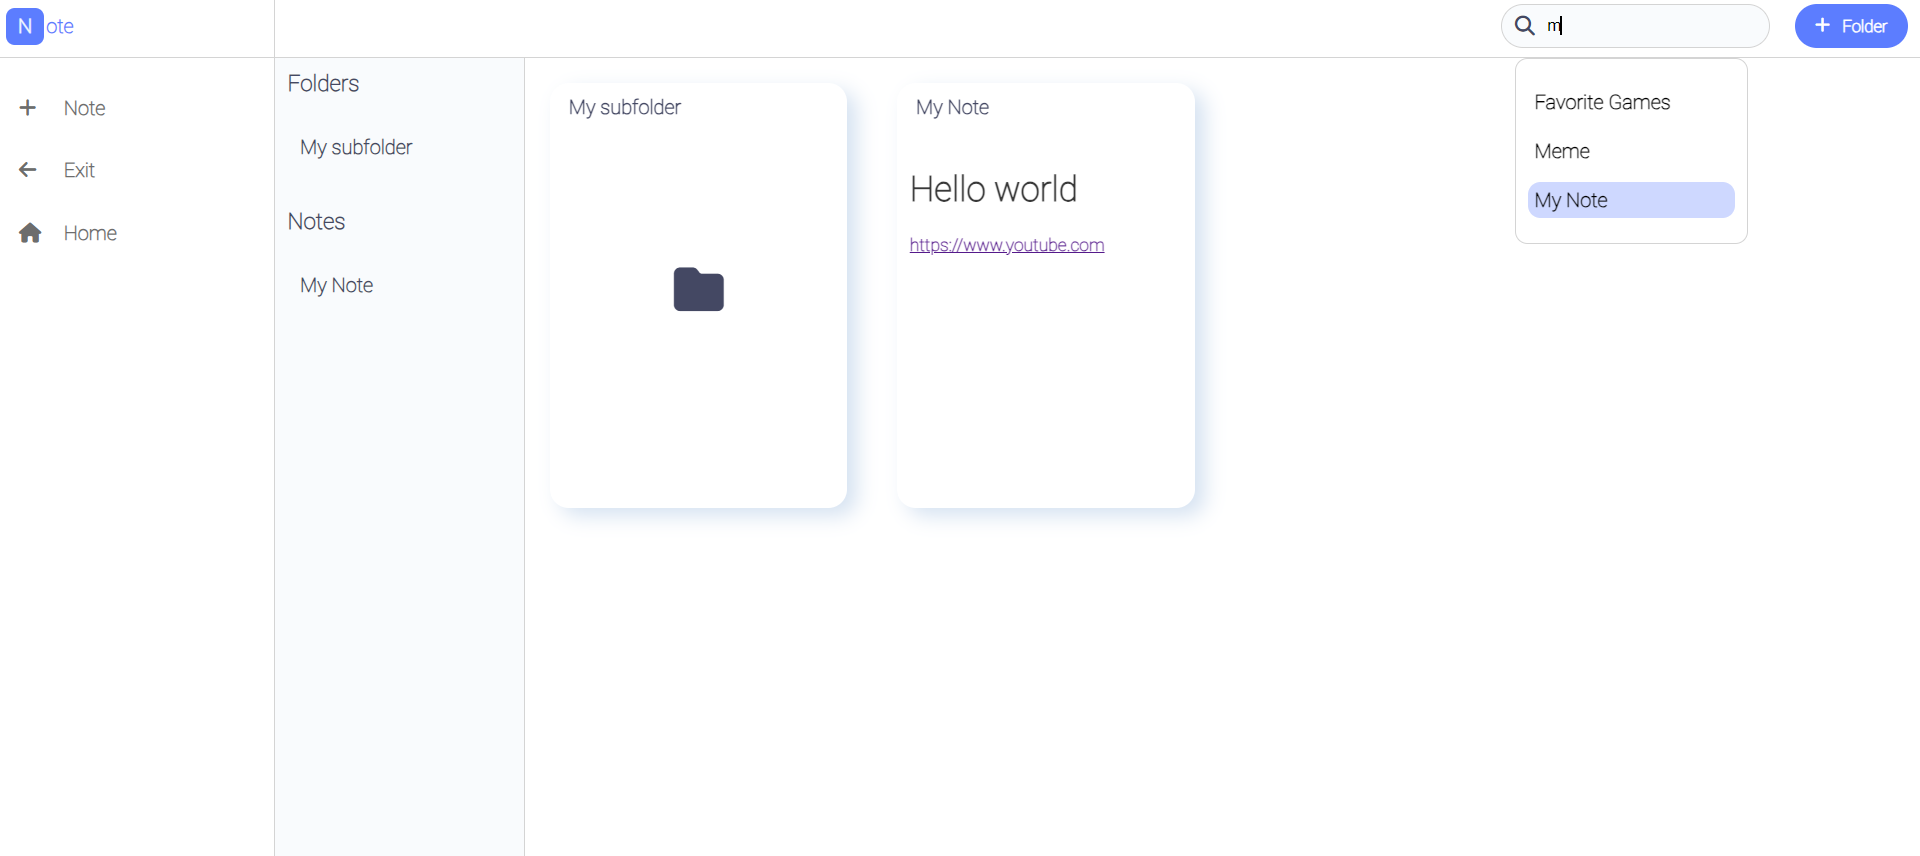 Note
m
Folder
Note
Exit
Home
Folders
My subfolder
Notes
My Note
My subfolder
My Note
Hello world
https://www.youtube.com
Favorite Games
Meme
My Note